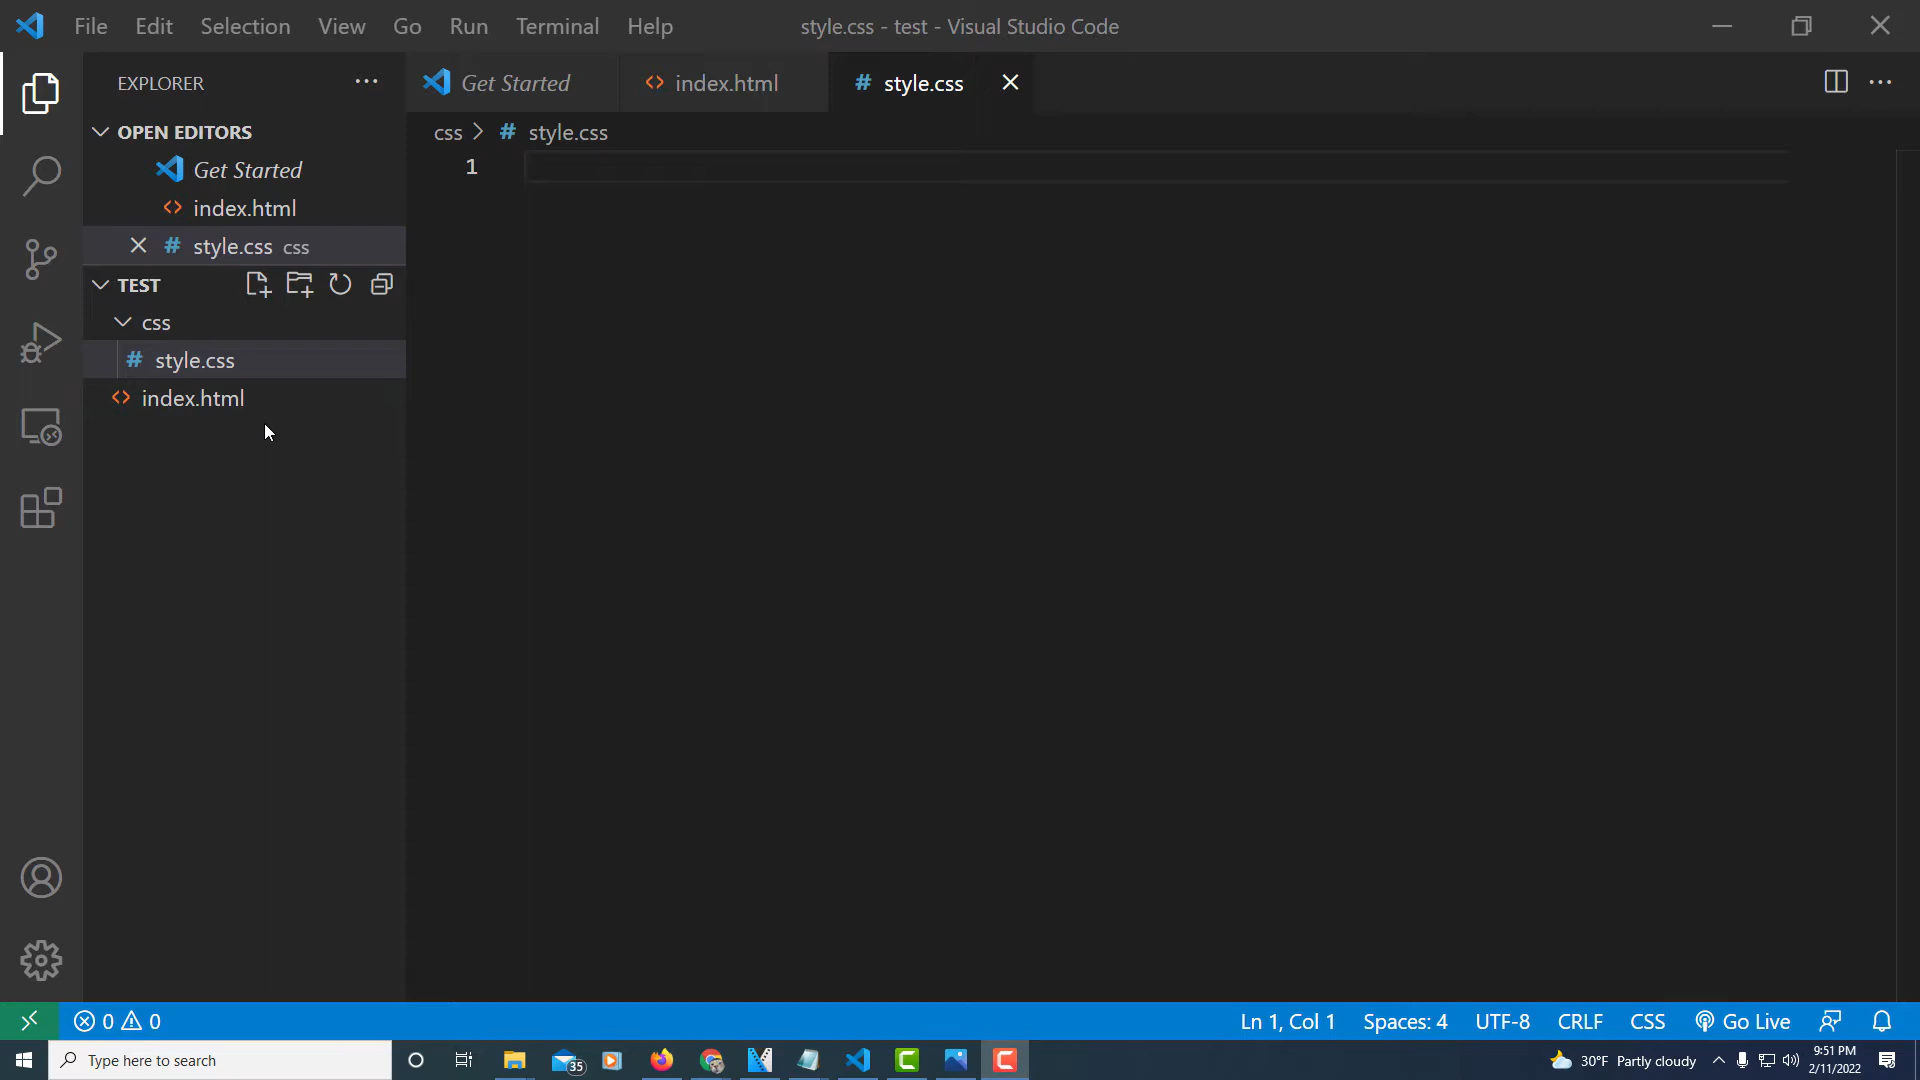 File Edit Selection View Go Run Terminal Help
style.css - test - Visual Studio Code
EXPLORER
OPEN EDITORS
Get Started
index.html
style.css css
TEST
css
style.css
index.html
Get Started
index.html
style.css
css > style.css
1
0 0
Ln 1, Col 1
Spaces: 4
UTF-8
CRLF
CSS
Go Live
Type here to search
35
30°F Partly cloudy
9:51 PM
2/11/2022